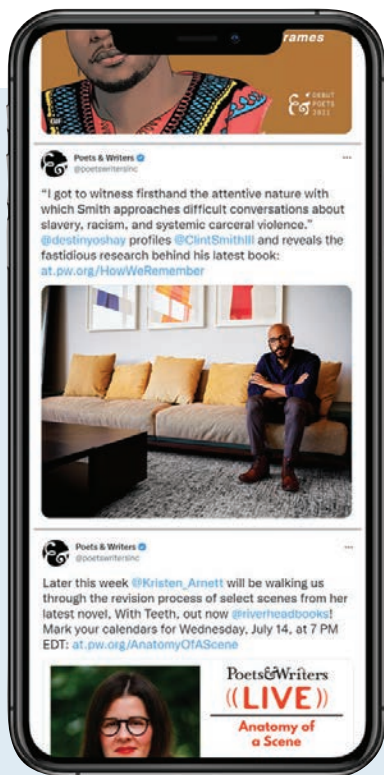 rames
DEBUT
POETS
2021
Poets & Writers
@poetswritersinc
“I got to witness firsthand the attentive nature with
which Smith approaches difficult conversations about
slavery, racism, and systemic carceral violence.”
@destinyoshay profiles @ClintSmithIII and reveals the
fastidious research behind his latest book:
at.pw.org/HowWeRemember
Poets & Writers
@poetswritersinc
Later this week @Kristen_Arnett will be walking us
through the revision process of select scenes from her
latest novel, With Teeth, out now @riverheadbooks!
Mark your calendars for Wednesday, July 14, at 7 PM
EDT: at.pw.org/AnatomyOfAScene
Poets&Writers
((LIVE))
Anatomy of
a Scene